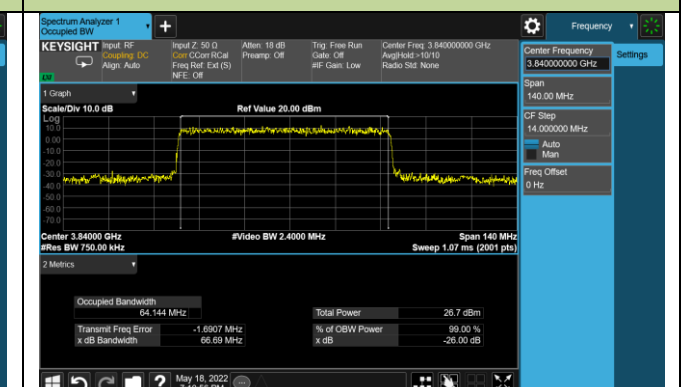 Spectrum Analyzer 1
Occupied BW
Frequency
KEYSIGHT
Input: RF
Coupling: DC
Align: Auto
Input Z: 50 Ω
Corr CCorr RCal
Freq Ref: Ext (S)
NFE: Off
Atten: 18 dB
Preamp: Off
Trig: Free Run
Gate: Off
#IF Gain: Low
Center Freq: 3.840000000 GHz
Avg|Hold:>10/10
Radio Std: None
Center Frequency
3.840000000 GHz
Settings
Span
140.00 MHz
CF Step
14.000000 MHz
Auto
Man
Freq Offset
0 Hz
1 Graph
Scale/Div 10.0 dB
Ref Value 20.00 dBm
Log
10.0
0.00
-10.0
-20.0
-30.0
-40.0
-50.0
-60.0
-70.0
Center 3.84000 GHz
#Video BW 2.4000 MHz
Span 140 MHz
#Res BW 750.00 kHz
Sweep 1.07 ms (2001 pts)
2 Metrics
Occupied Bandwidth
64.144 MHz
Total Power
26.7 dBm
Transmit Freq Error
-1.6907 MHz
% of OBW Power
99.00 %
x dB Bandwidth
66.69 MHz
x dB
-26.00 dB
?
May 18, 2022